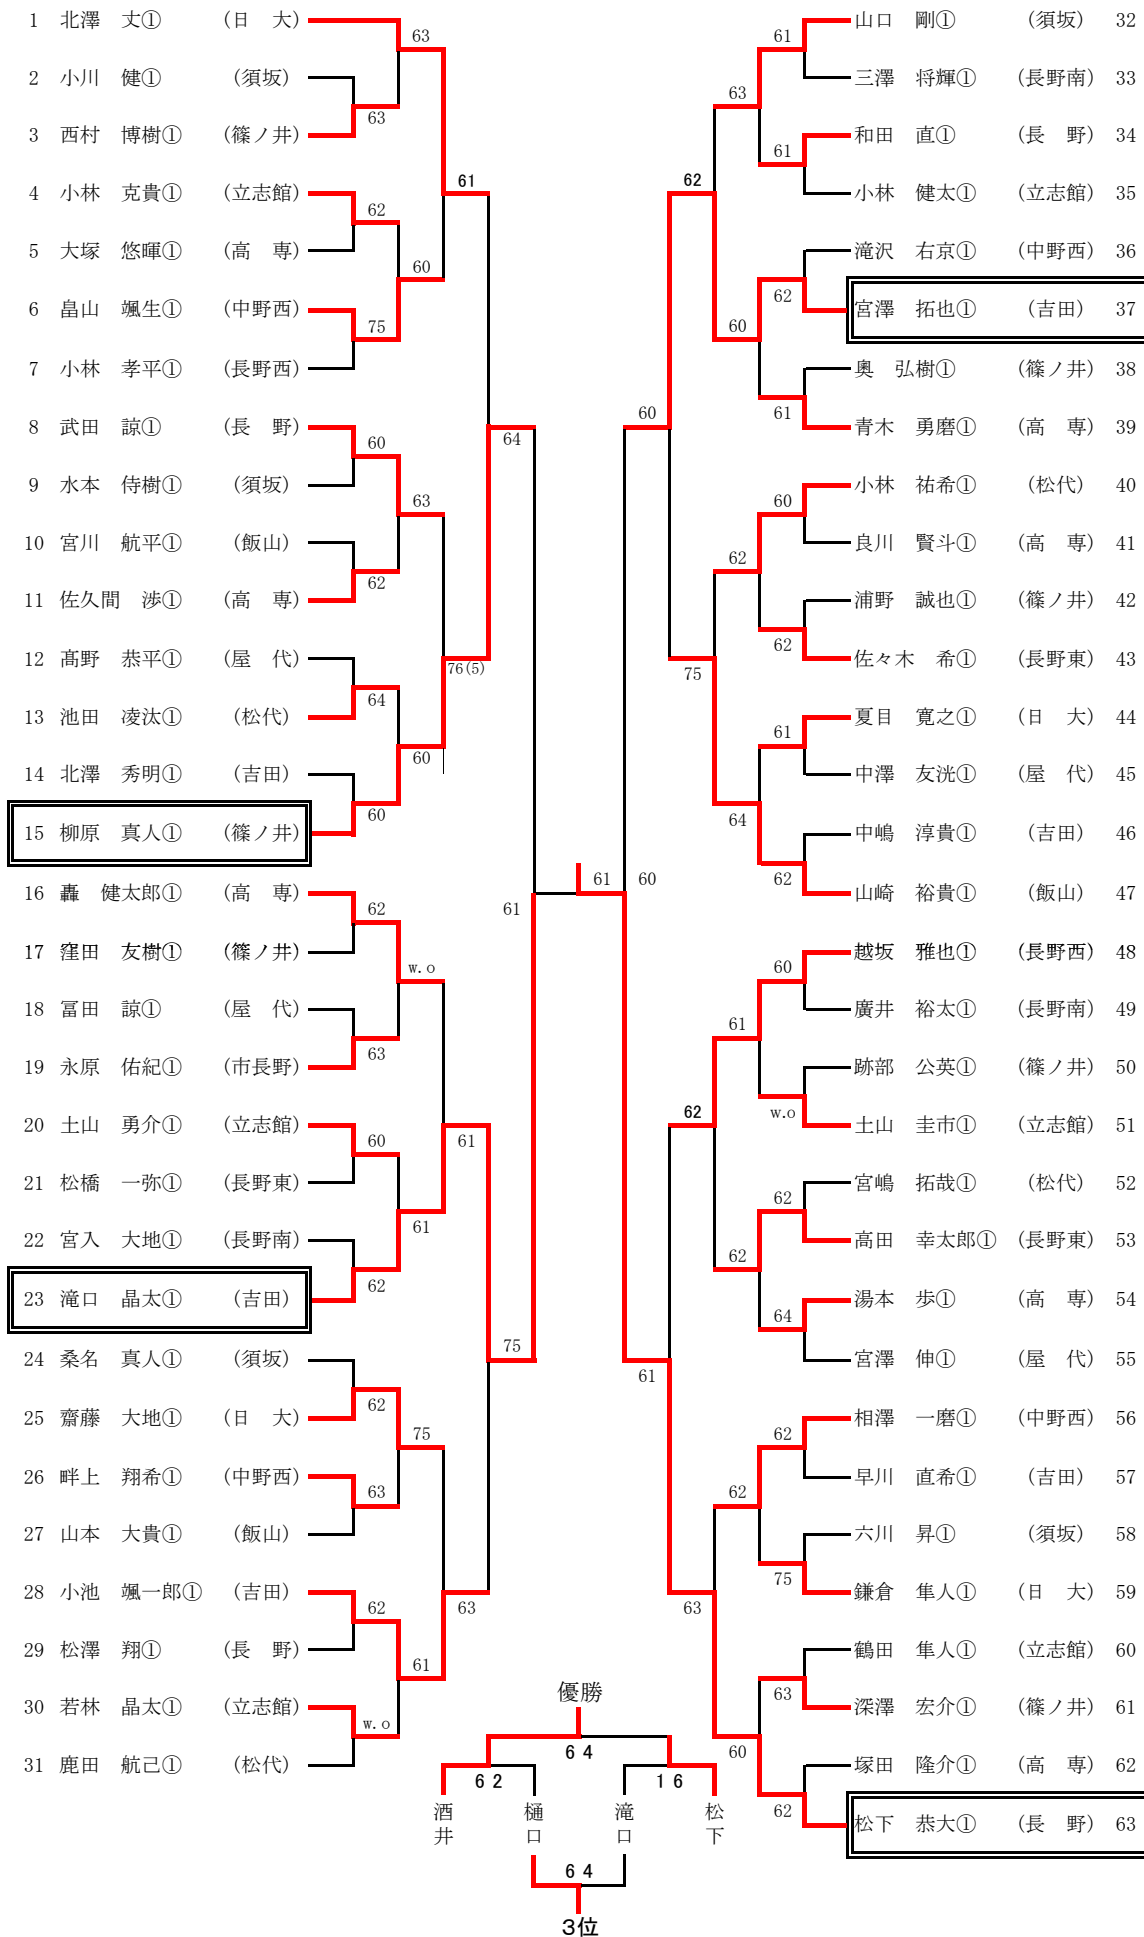 1 北澤 丈① (日 大)
2 小川 健① (須坂)
3 西村 博樹① (篠ノ井)
4 小林 克貴① (立志館)
5 大塚 悠暉① (高 専)
6 畠山 颯生① (中野西)
7 小林 孝平① (長野西)
8 武田 諒① (長 野)
9 水本 侍樹① (須坂)
10 宮川 航平① (飯山)
11 佐久間 渉① (高 専)
12 髙野 恭平① (屋 代)
13 池田 凌汰① (松代)
14 北澤 秀明① (吉田)
15 柳原 真人① (篠ノ井)
16 轟 健太郎① (高 専)
17 窪田 友樹① (篠ノ井)
18 冨田 諒① (屋 代)
19 永原 佑紀① (市長野)
20 土山 勇介① (立志館)
21 松橋 一弥① (長野東)
22 宮入 大地① (長野南)
23 滝口 晶太① (吉田)
24 桑名 真人① (須坂)
25 齋藤 大地① (日 大)
26 畔上 翔希① (中野西)
27 山本 大貴① (飯山)
28 小池 颯一郎① (吉田)
29 松澤 翔① (長 野)
30 若林 晶太① (立志館)
31 鹿田 航己① (松代)
63
63
62
75
60
62
64
60
62
63
60
62
62
63
62
w.o
60
63
60
w.o
61
75
61
61
76(5)
61
63
64
75
61
61
60
60
61
62
75
62
63
63
60
62
64
61
62
62
60
61
61
62
61
60
62
61
62
60
w.o
62
64
62
75
63
62
山口 剛① (須坂) 32
三澤 将輝① (長野南) 33
和田 直① (長 野) 34
小林 健太① (立志館) 35
滝沢 右京① (中野西) 36
宮澤 拓也① (吉田) 37
奥 弘樹① (篠ノ井) 38
青木 勇磨① (高 専) 39
小林 祐希① (松代) 40
良川 賢斗① (高 専) 41
浦野 誠也① (篠ノ井) 42
佐々木 希① (長野東) 43
夏目 寛之① (日 大) 44
中澤 友洸① (屋 代) 45
中嶋 淳貴① (吉田) 46
山崎 裕貴① (飯山) 47
越坂 雅也① (長野西) 48
廣井 裕太① (長野南) 49
跡部 公英① (篠ノ井) 50
土山 圭市① (立志館) 51
宮嶋 拓哉① (松代) 52
高田 幸太郎① (長野東) 53
湯本 歩① (高 専) 54
宮澤 伸① (屋 代) 55
相澤 一磨① (中野西) 56
早川 直希① (吉田) 57
六川 昇① (須坂) 58
鎌倉 隼人① (日 大) 59
鶴田 隼人① (立志館) 60
深澤 宏介① (篠ノ井) 61
塚田 隆介① (高 専) 62
松下 恭大① (長 野) 63
優勝
6 4
6 2
1 6
酒井
樋口
滝口
松下
6 4
3位